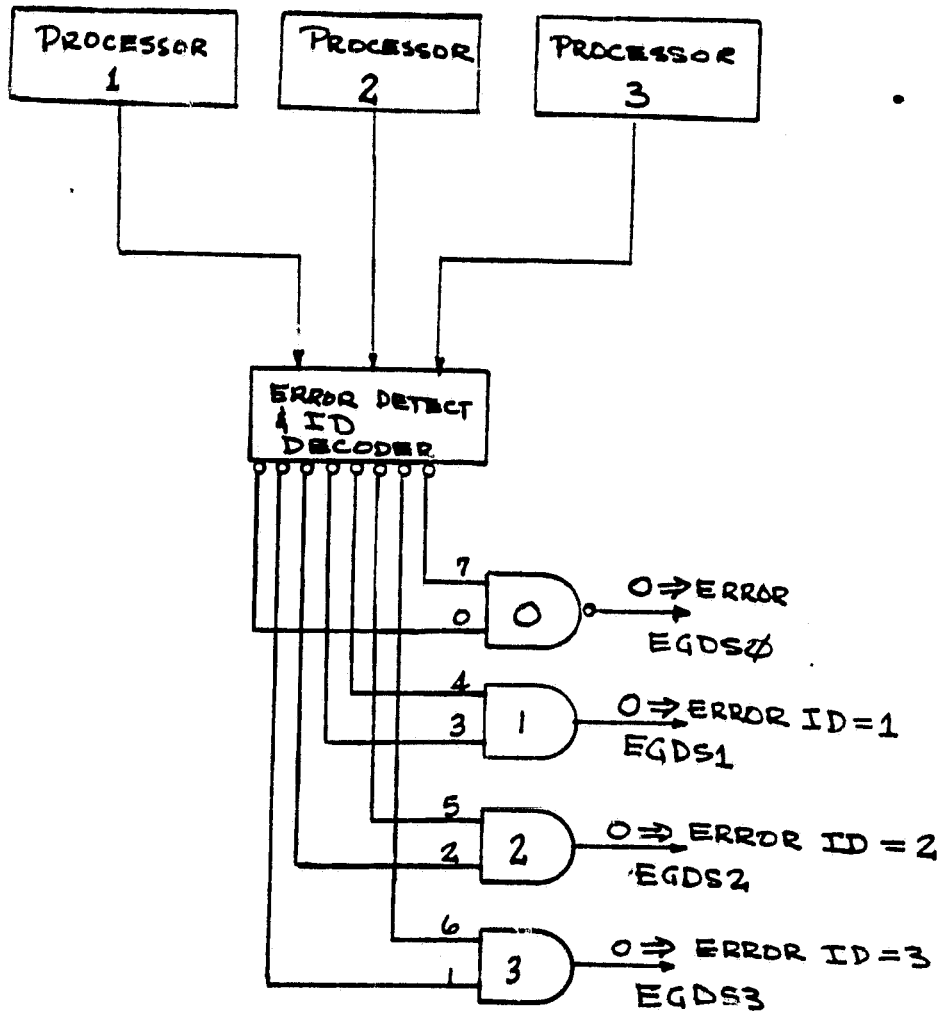 PROCESSOR
1
PROCESSOR
2
PROCESSOR
3
ERROR DETECT
& ID
DECODER
7
0
0
0 ⇒ ERROR
EGDSØ
4
3
1
0 ⇒ ERROR ID=1
EGDS1
5
2
2
0 ⇒ ERROR ID = 2
EGDS2
6
1
3
0 ⇒ ERROR ID = 3
EGDS3